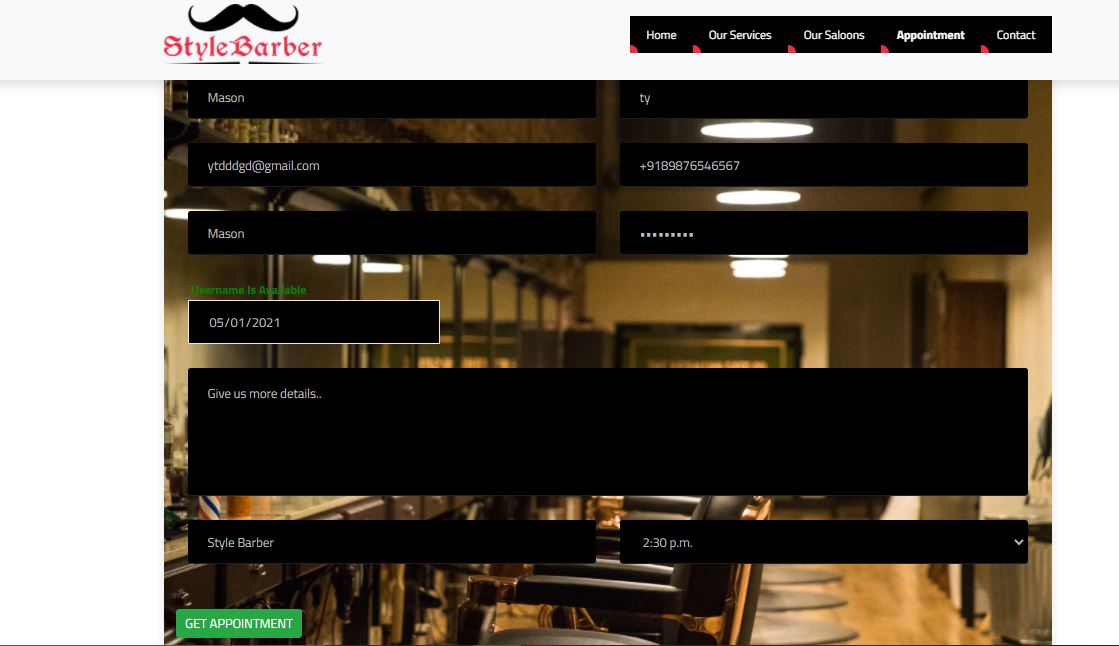 StyleBarber
Home Our Services Our Saloons Appointment Contact
Mason ty
ytdddgd@gmail.com +9189876546567
Mason
Username Is Available
05/01/2021
Give us more details..
Style Barber 2:30 p.m.
GET APPOINTMENT